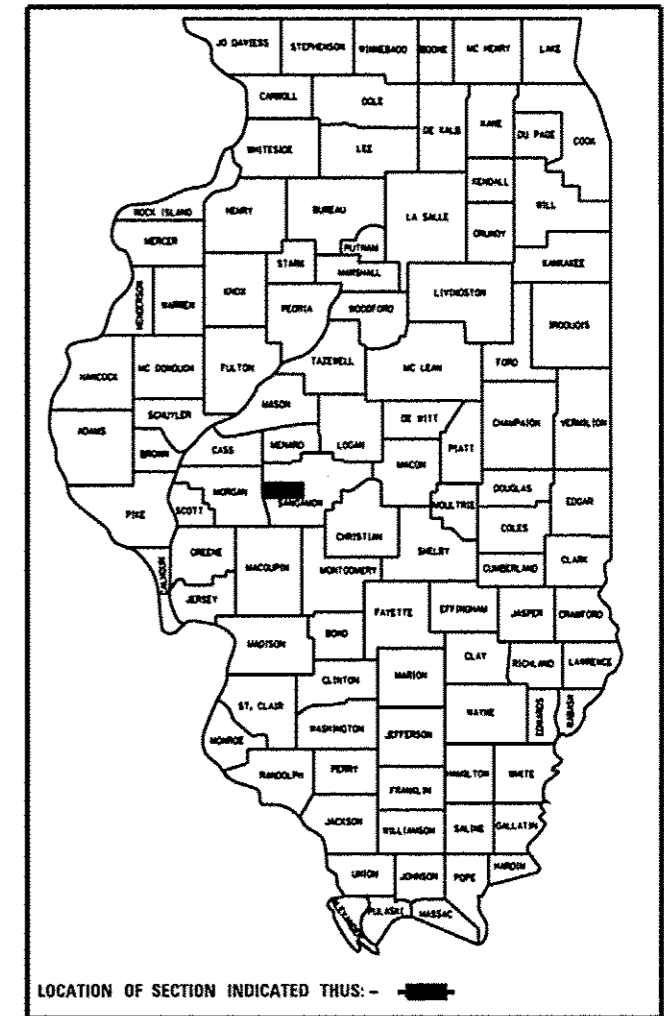 JO DAVIESS STEPHENSON WINNEBAGO BOONE MC HENRY LAKE
CARROLL OGLE
DE KALB KANE DU PAGE COOK
WHITESIDE LEE
KENDALL WILL
ROCK ISLAND HENRY BUREAU LA SALLE GRUNDY
MERCER PUTNAM
STARK MARSHALL KANKAKEE
HENDERSON WARREN KNOX PEORIA WOODFORD LIVINGSTON IROQUOIS
HANCOCK MC DONOUGH FULTON TAZEWELL MC LEAN FORD
SCHUYLER MASON
ADAMS DE WITT CHAMPAIGN VERMILION
BROWN CASS MENARD LOGAN PIATT
MACON
PIKE SCOTT MORGAN SANGAMON MOULTRIE DOUGLAS EDGAR
CHRISTIAN COLES
CALHOUN GREENE MACOUPIN MONTGOMERY SHELBY CUMBERLAND CLARK
JERSEY
FAYETTE EFFINGHAM JASPER CRAWFORD
MADISON BOND
CLAY RICHLAND LAWRENCE
CLINTON MARION
ST. CLAIR WAYNE EDWARDS WABASH
WASHINGTON JEFFERSON
MONROE
RANDOLPH PERRY HAMILTON WHITE
FRANKLIN
JACKSON WILLIAMSON SALINE GALLATIN
UNION JOHNSON POPE HARDIN
ALEXANDER PULASKI MASSAC
LOCATION OF SECTION INDICATED THUS: -